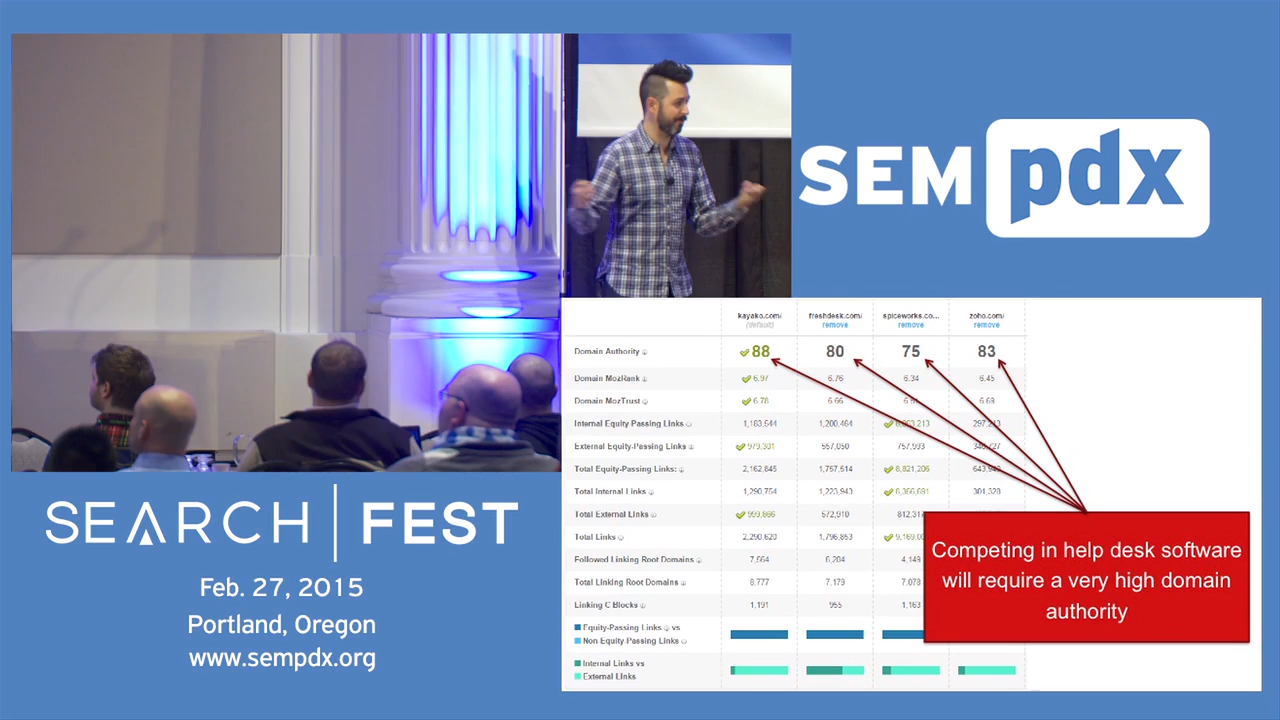 SEM pdx
SEARCH FEST
Feb. 27, 2015
Portland, Oregon
www.sempdx.org
kayako.com/ freshdesk.com/ spiceworks.co... zoho.com/
(default) remove remove remove
Domain Authority 88 80 75 83
Domain MozRank 6.97 6.76 6.34 6.45
Domain MozTrust 6.78 6.66 6.68
Internal Equity Passing Links 1,183,544 1,200,464
External Equity-Passing Links 979,301 557,050 757,993
Total Equity-Passing Links: 2,162,845 1,757,514 8,821,206
Total Internal Links 1,290,754 1,223,943 8,366,691 301,328
Total External Links 999,866 572,910
Total Links 2,290,620 1,796,853
Followed Linking Root Domains 7,564 6,204 4,149
Total Linking Root Domains 8,777 7,179 7,078
Linking C Blocks 1,191 955 1,163
Equity-Passing Links vs
Non Equity-Passing Links
Internal Links vs
External Links
Competing in help desk software
will require a very high domain
authority